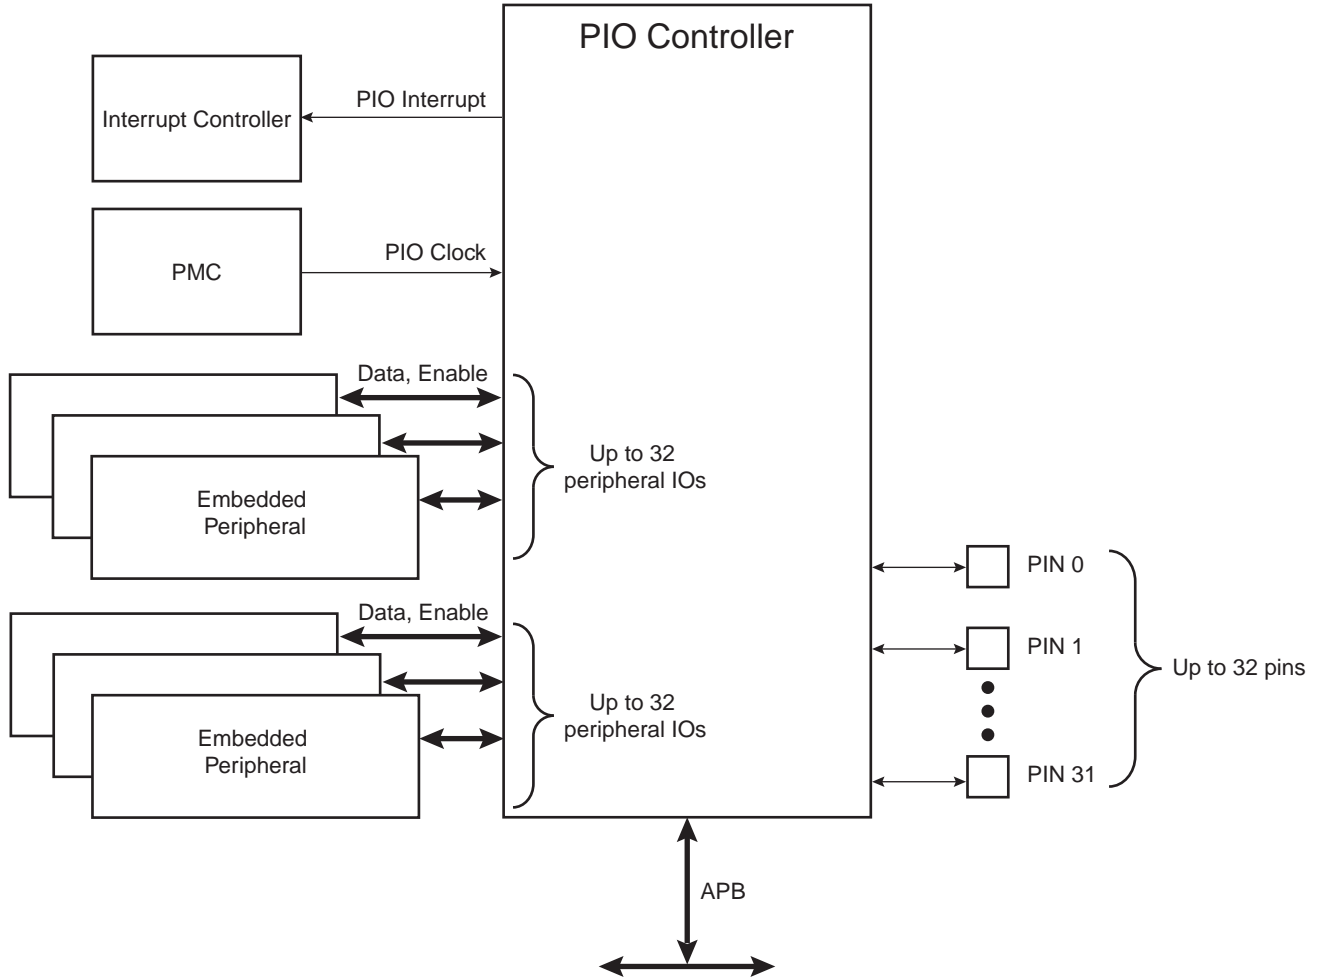 PIO Controller
PIO Interrupt
Interrupt Controller
PIO Clock
PMC
Data, Enable
Up to 32
peripheral IOs
Embedded
Peripheral
PIN 0
Data, Enable
PIN 1
Up to 32 pins
Up to 32
peripheral IOs
Embedded
Peripheral
PIN 31
APB